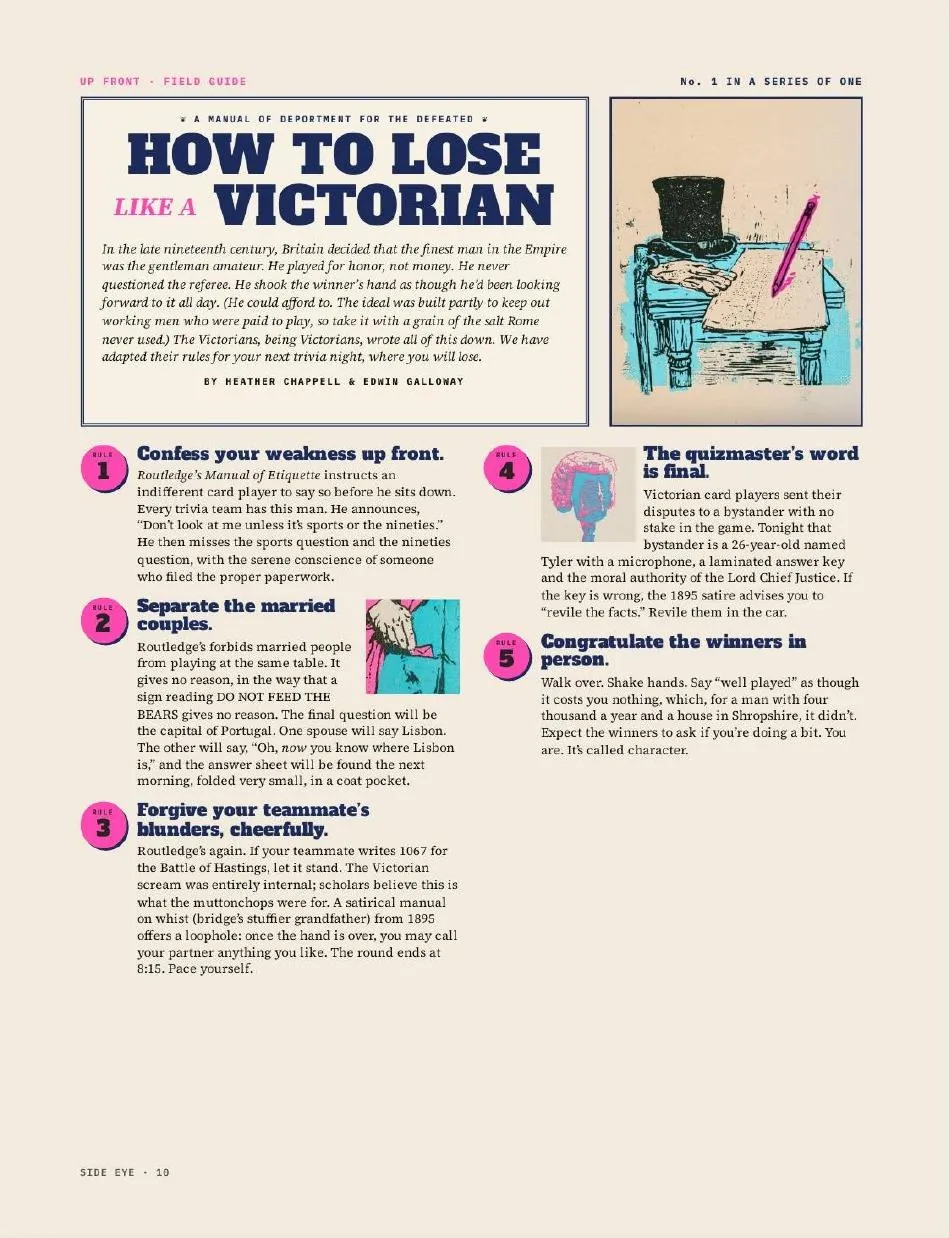 UP FRONT · FIELD GUIDE
No. 1 IN A SERIES OF ONE
A MANUAL OF DEPORTMENT FOR THE DEFEATED
HOW TO LOSE
LIKE A VICTORIAN
In the late nineteenth century, Britain decided that the finest man in the Empire
was the gentleman amateur. He played for honor, not money. He never
questioned the referee. He shook the winner’s hand as though he’d been looking
forward to it all day. (He could afford to. The ideal was built partly to keep out
working men who were paid to play, so take it with a grain of the salt Rome
never used.) The Victorians, being Victorians, wrote all of this down. We have
adapted their rules for your next trivia night, where you will lose.
BY HEATHER CHAPPELL & EDWIN GALLOWAY
RULE
1
Confess your weakness up front.
Routledge’s Manual of Etiquette instructs an
indifferent card player to say so before he sits down.
Every trivia team has this man. He announces,
“Don’t look at me unless it’s sports or the nineties.”
He then misses the sports question and the nineties
question, with the serene conscience of someone
who filed the proper paperwork.
RULE
2
Separate the married
couples.
Routledge’s forbids married people
from playing at the same table. It
gives no reason, in the way that a
sign reading DO NOT FEED THE
BEARS gives no reason. The final question will be
the capital of Portugal. One spouse will say Lisbon.
The other will say, “Oh, now you know where Lisbon
is,” and the answer sheet will be found the next
morning, folded very small, in a coat pocket.
RULE
3
Forgive your teammate’s
blunders, cheerfully.
Routledge’s again. If your teammate writes 1067 for
the Battle of Hastings, let it stand. The Victorian
scream was entirely internal; scholars believe this is
what the muttonchops were for. A satirical manual
on whist (bridge’s stuffier grandfather) from 1895
offers a loophole: once the hand is over, you may call
your partner anything you like. The round ends at
8:15. Pace yourself.
RULE
4
The quizmaster’s word
is final.
Victorian card players sent their
disputes to a bystander with no
stake in the game. Tonight that
bystander is a 26-year-old named
Tyler with a microphone, a laminated answer key
and the moral authority of the Lord Chief Justice. If
the key is wrong, the 1895 satire advises you to
“revile the facts.” Revile them in the car.
RULE
5
Congratulate the winners in
person.
Walk over. Shake hands. Say “well played” as though
it costs you nothing, which, for a man with four
thousand a year and a house in Shropshire, it didn’t.
Expect the winners to ask if you’re doing a bit. You
are. It’s called character.
SIDE EYE · 10